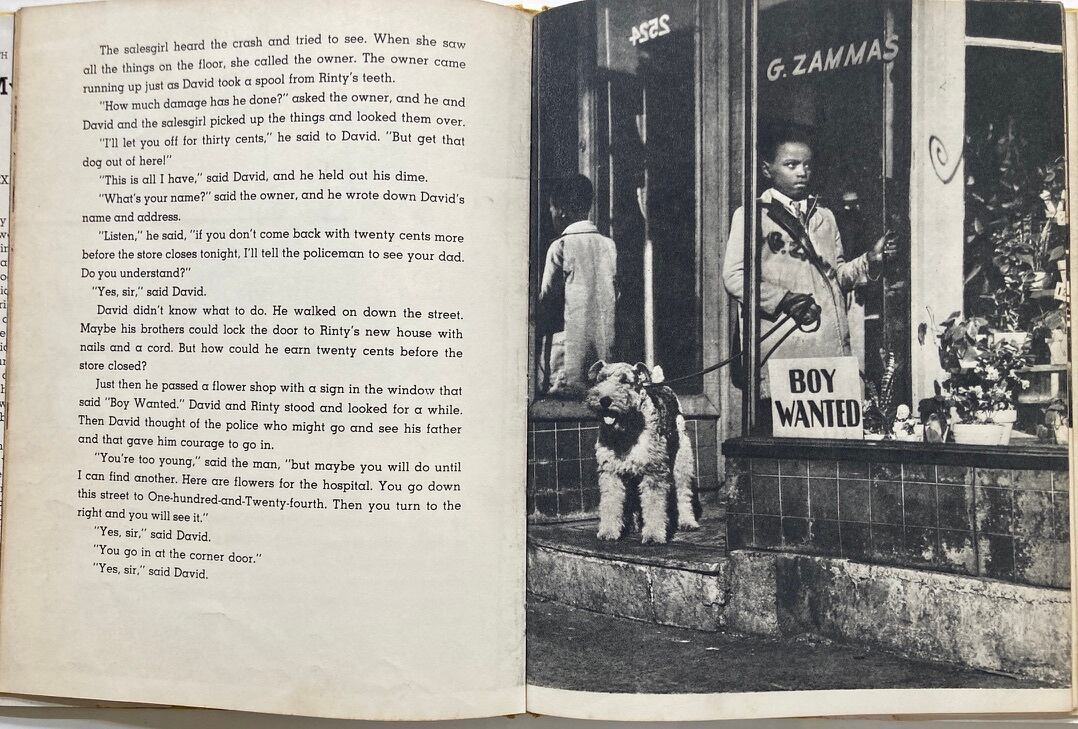 The salesgirl heard the crash and tried to see. When she saw
all the things on the floor, she called the owner. The owner came
running up just as David took a spool from Rinty's teeth.
"How much damage has he done?" asked the owner, and he and
David and the salesgirl picked up the things and looked them over.
"I'll let you off for thirty cents," he said to David. "But get that
dog out of here!"
"This is all I have," said David, and he held out his dime.
"What's your name?" said the owner, and he wrote down David's
name and address.
"Listen," he said, "if you don't come back with twenty cents more
before the store closes tonight, I'll tell the policeman to see your dad.
Do you understand?"
"Yes, sir," said David.
David didn't know what to do. He walked on down the street.
Maybe his brothers could lock the door to Rinty's new house with
nails and a cord. But how could he earn twenty cents before the
store closed?
Just then he passed a flower shop with a sign in the window that
said "Boy Wanted." David and Rinty stood and looked for a while.
Then David thought of the police who might go and see his father
and that gave him courage to go in.
"You're too young," said the man, "but maybe you will do until
I can find another. Here are flowers for the hospital. You go down
this street to One-hundred-and-Twenty-fourth. Then you turn to the
right and you will see it."
"Yes, sir," said David.
"You go in at the corner door."
"Yes, sir," said David.
2524
G. ZAMMAS
BOY
WANTED